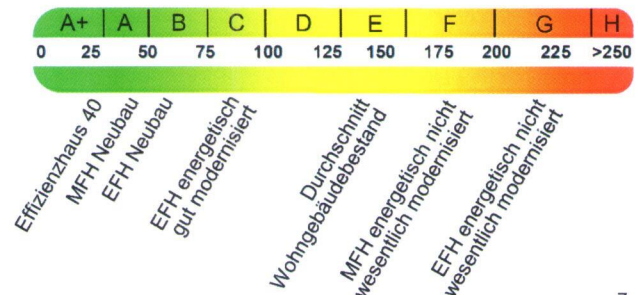 A+ A B C D E F G H
0 25 50 75 100 125 150 175 200 225 >250
Effizienzhaus 40
MFH Neubau
EFH Neubau
EFH energetisch
gut modernisiert
Durchschnitt
Wohngebäudebestand
MFH energetisch nicht
wesentlich modernisiert
EFH energetisch nicht
wesentlich modernisiert